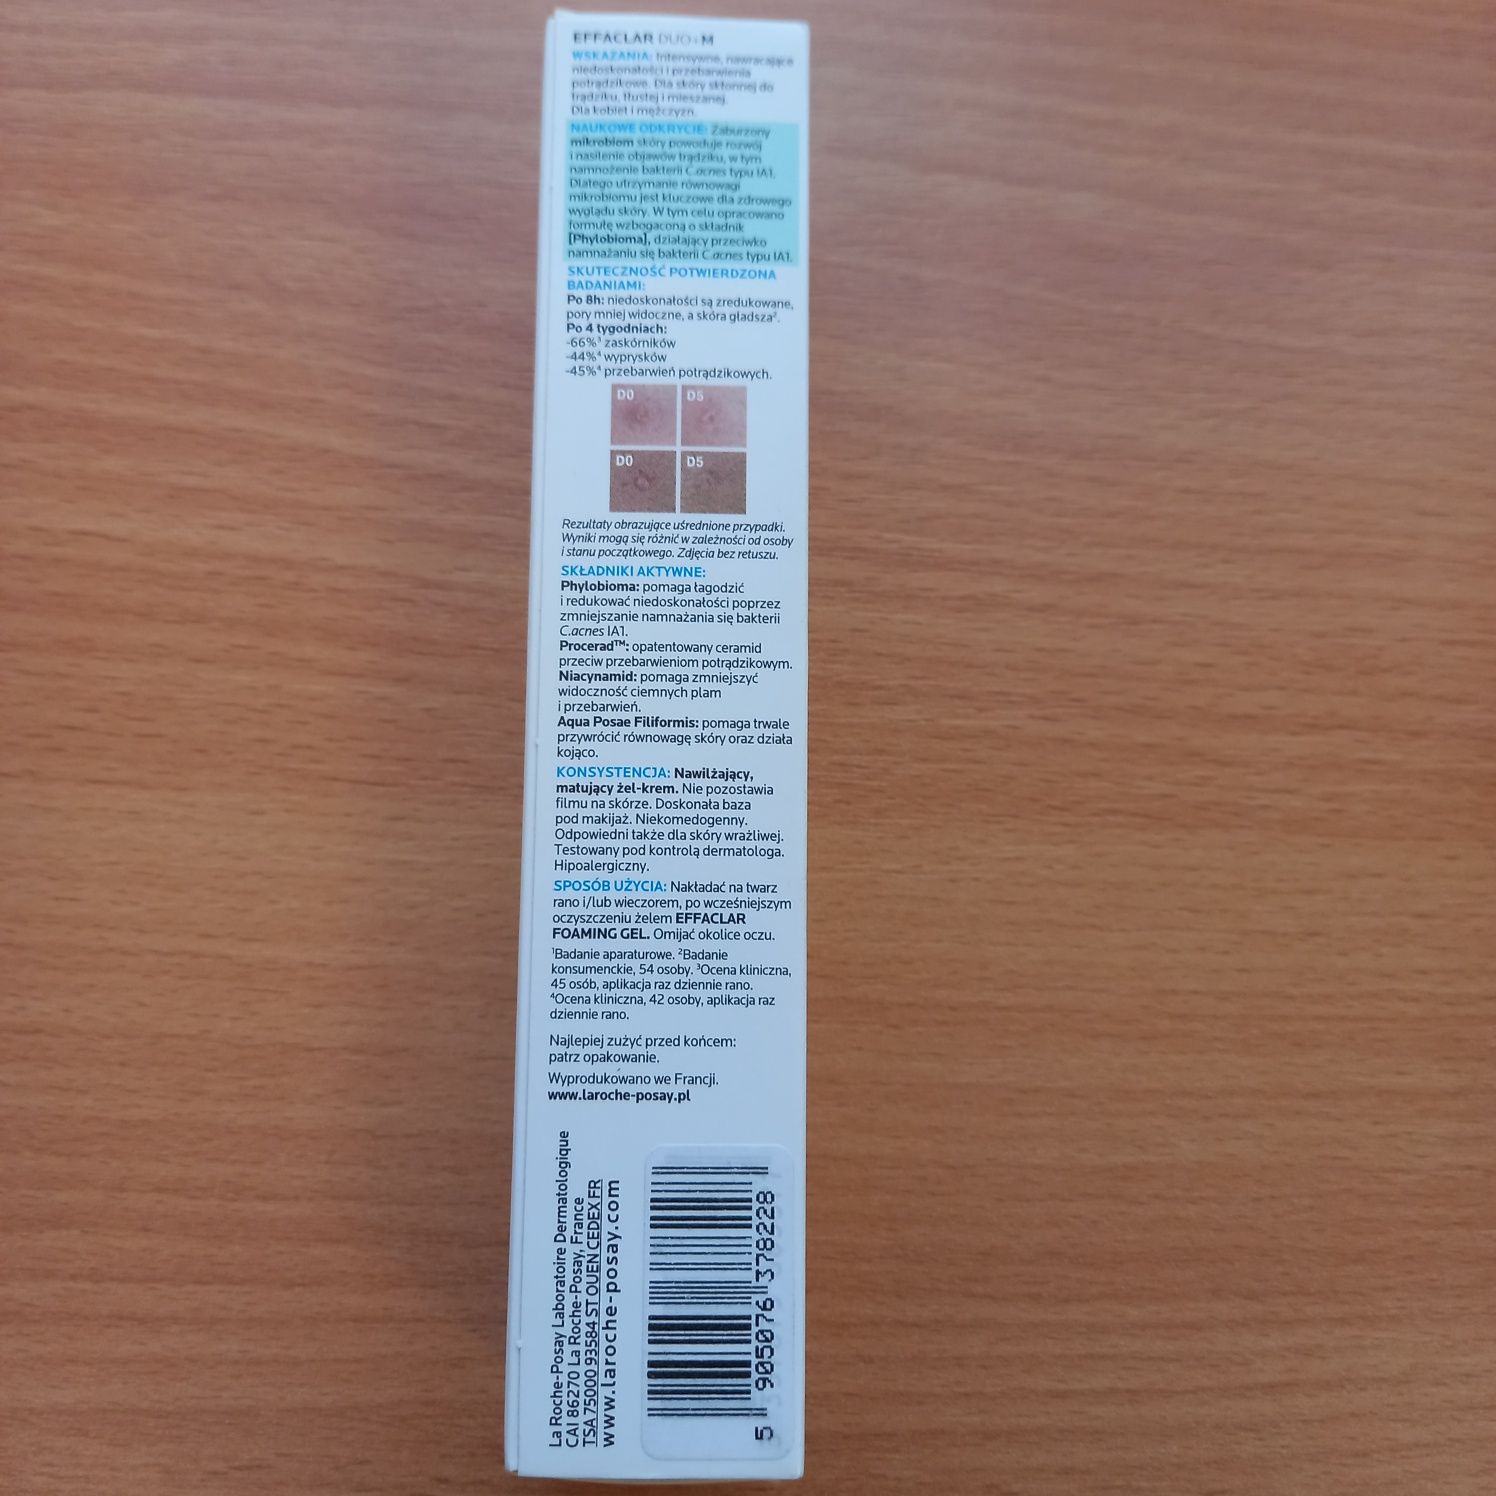 EFFACLAR DUO+M
WSKAZANIA: Intensywne, nawracające
niedoskonałości i przebarwienia
potrądzikowe. Dla skóry skłonnej do
trądziku, tłustej i mieszanej.
Dla kobiet i mężczyzn.
NAUKOWE ODKRYCIE: Zaburzony
mikrobiom skóry powoduje rozwój
i nasilenie objawów trądziku, w tym
namnożenie bakterii C.acnes typu IA1.
Dlatego utrzymanie równowagi
mikrobiomu jest kluczowe dla zdrowego
wyglądu skóry. W tym celu opracowano
formułę wzbogaconą o składnik
[Phylobioma], działający przeciwko
namnażaniu się bakterii C.acnes typu IA1.
SKUTECZNOŚĆ POTWIERDZONA
BADANIAMI:
Po 8h: niedoskonałości są zredukowane,
pory mniej widoczne, a skóra gładsza².
Po 4 tygodniach:
-66%³ zaskórników
-44%⁴ wyprysków
-45%⁴ przebarwień potrądzikowych.
D0 D5
D0 D5
Rezultaty obrazujące uśrednione przypadki.
Wyniki mogą się różnić w zależności od osoby
i stanu początkowego. Zdjęcia bez retuszu.
SKŁADNIKI AKTYWNE:
Phylobioma: pomaga łagodzić
i redukować niedoskonałości poprzez
zmniejszanie namnażania się bakterii
C.acnes IA1.
Procerad™: opatentowany ceramid
przeciw przebarwieniom potrądzikowym.
Niacynamid: pomaga zmniejszyć
widoczność ciemnych plam
i przebarwień.
Aqua Posae Filiformis: pomaga trwale
przywrócić równowagę skóry oraz działa
kojąco.
KONSYSTENCJA: Nawilżający,
matujący żel-krem. Nie pozostawia
filmu na skórze. Doskonała baza
pod makijaż. Niekomedogenny.
Odpowiedni także dla skóry wrażliwej.
Testowany pod kontrolą dermatologa.
Hipoalergiczny.
SPOSÓB UŻYCIA: Nakładać na twarz
rano i/lub wieczorem, po wcześniejszym
oczyszczeniu żelem EFFACLAR
FOAMING GEL. Omijać okolice oczu.
¹Badanie aparaturowe. ²Badanie
konsumenckie, 54 osoby. ³Ocena kliniczna,
45 osób, aplikacja raz dziennie rano.
⁴Ocena kliniczna, 42 osoby, aplikacja raz
dziennie rano.
Najlepiej zużyć przed końcem:
patrz opakowanie.
Wyprodukowano we Francji.
www.laroche-posay.pl
La Roche-Posay Laboratoire Dermatologique
CAI 86270 La Roche-Posay, France
TSA 75000 93584 ST OUEN CEDEX FR
www.laroche-posay.com
5 905076 378228